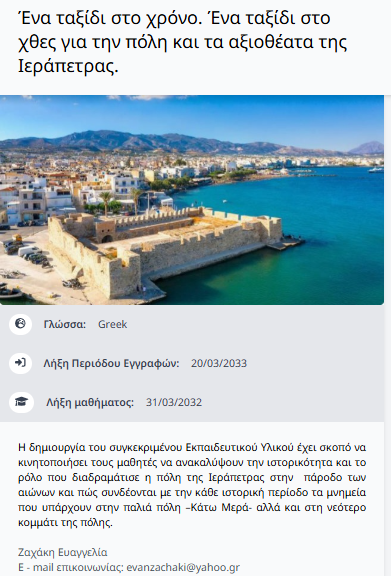 Ένα ταξίδι στο χρόνο. Ένα ταξίδι στο
χθες για την πόλη και τα αξιοθέατα της
Ιεράπετρας.
Γλώσσα: Greek
Λήξη Περιόδου Εγγραφών: 20/03/2033
Λήξη μαθήματος: 31/03/2032
Η δημιουργία του συγκεκριμένου Εκπαιδευτικού Υλικού έχει σκοπό να
κινητοποιήσει τους μαθητές να ανακαλύψουν την ιστορικότητα και το
ρόλο που διαδραμάτισε η πόλη της Ιεράπετρας στην πάροδο των
αιώνων και πώς συνδέονται με την κάθε ιστορική περίοδο τα μνημεία
που υπάρχουν στην παλιά πόλη –Κάτω Μερά- αλλά και στη νεότερο
κομμάτι της πόλης.
Ζαχάκη Ευαγγελία
E - mail επικοινωνίας: evanzachaki@yahoo.gr